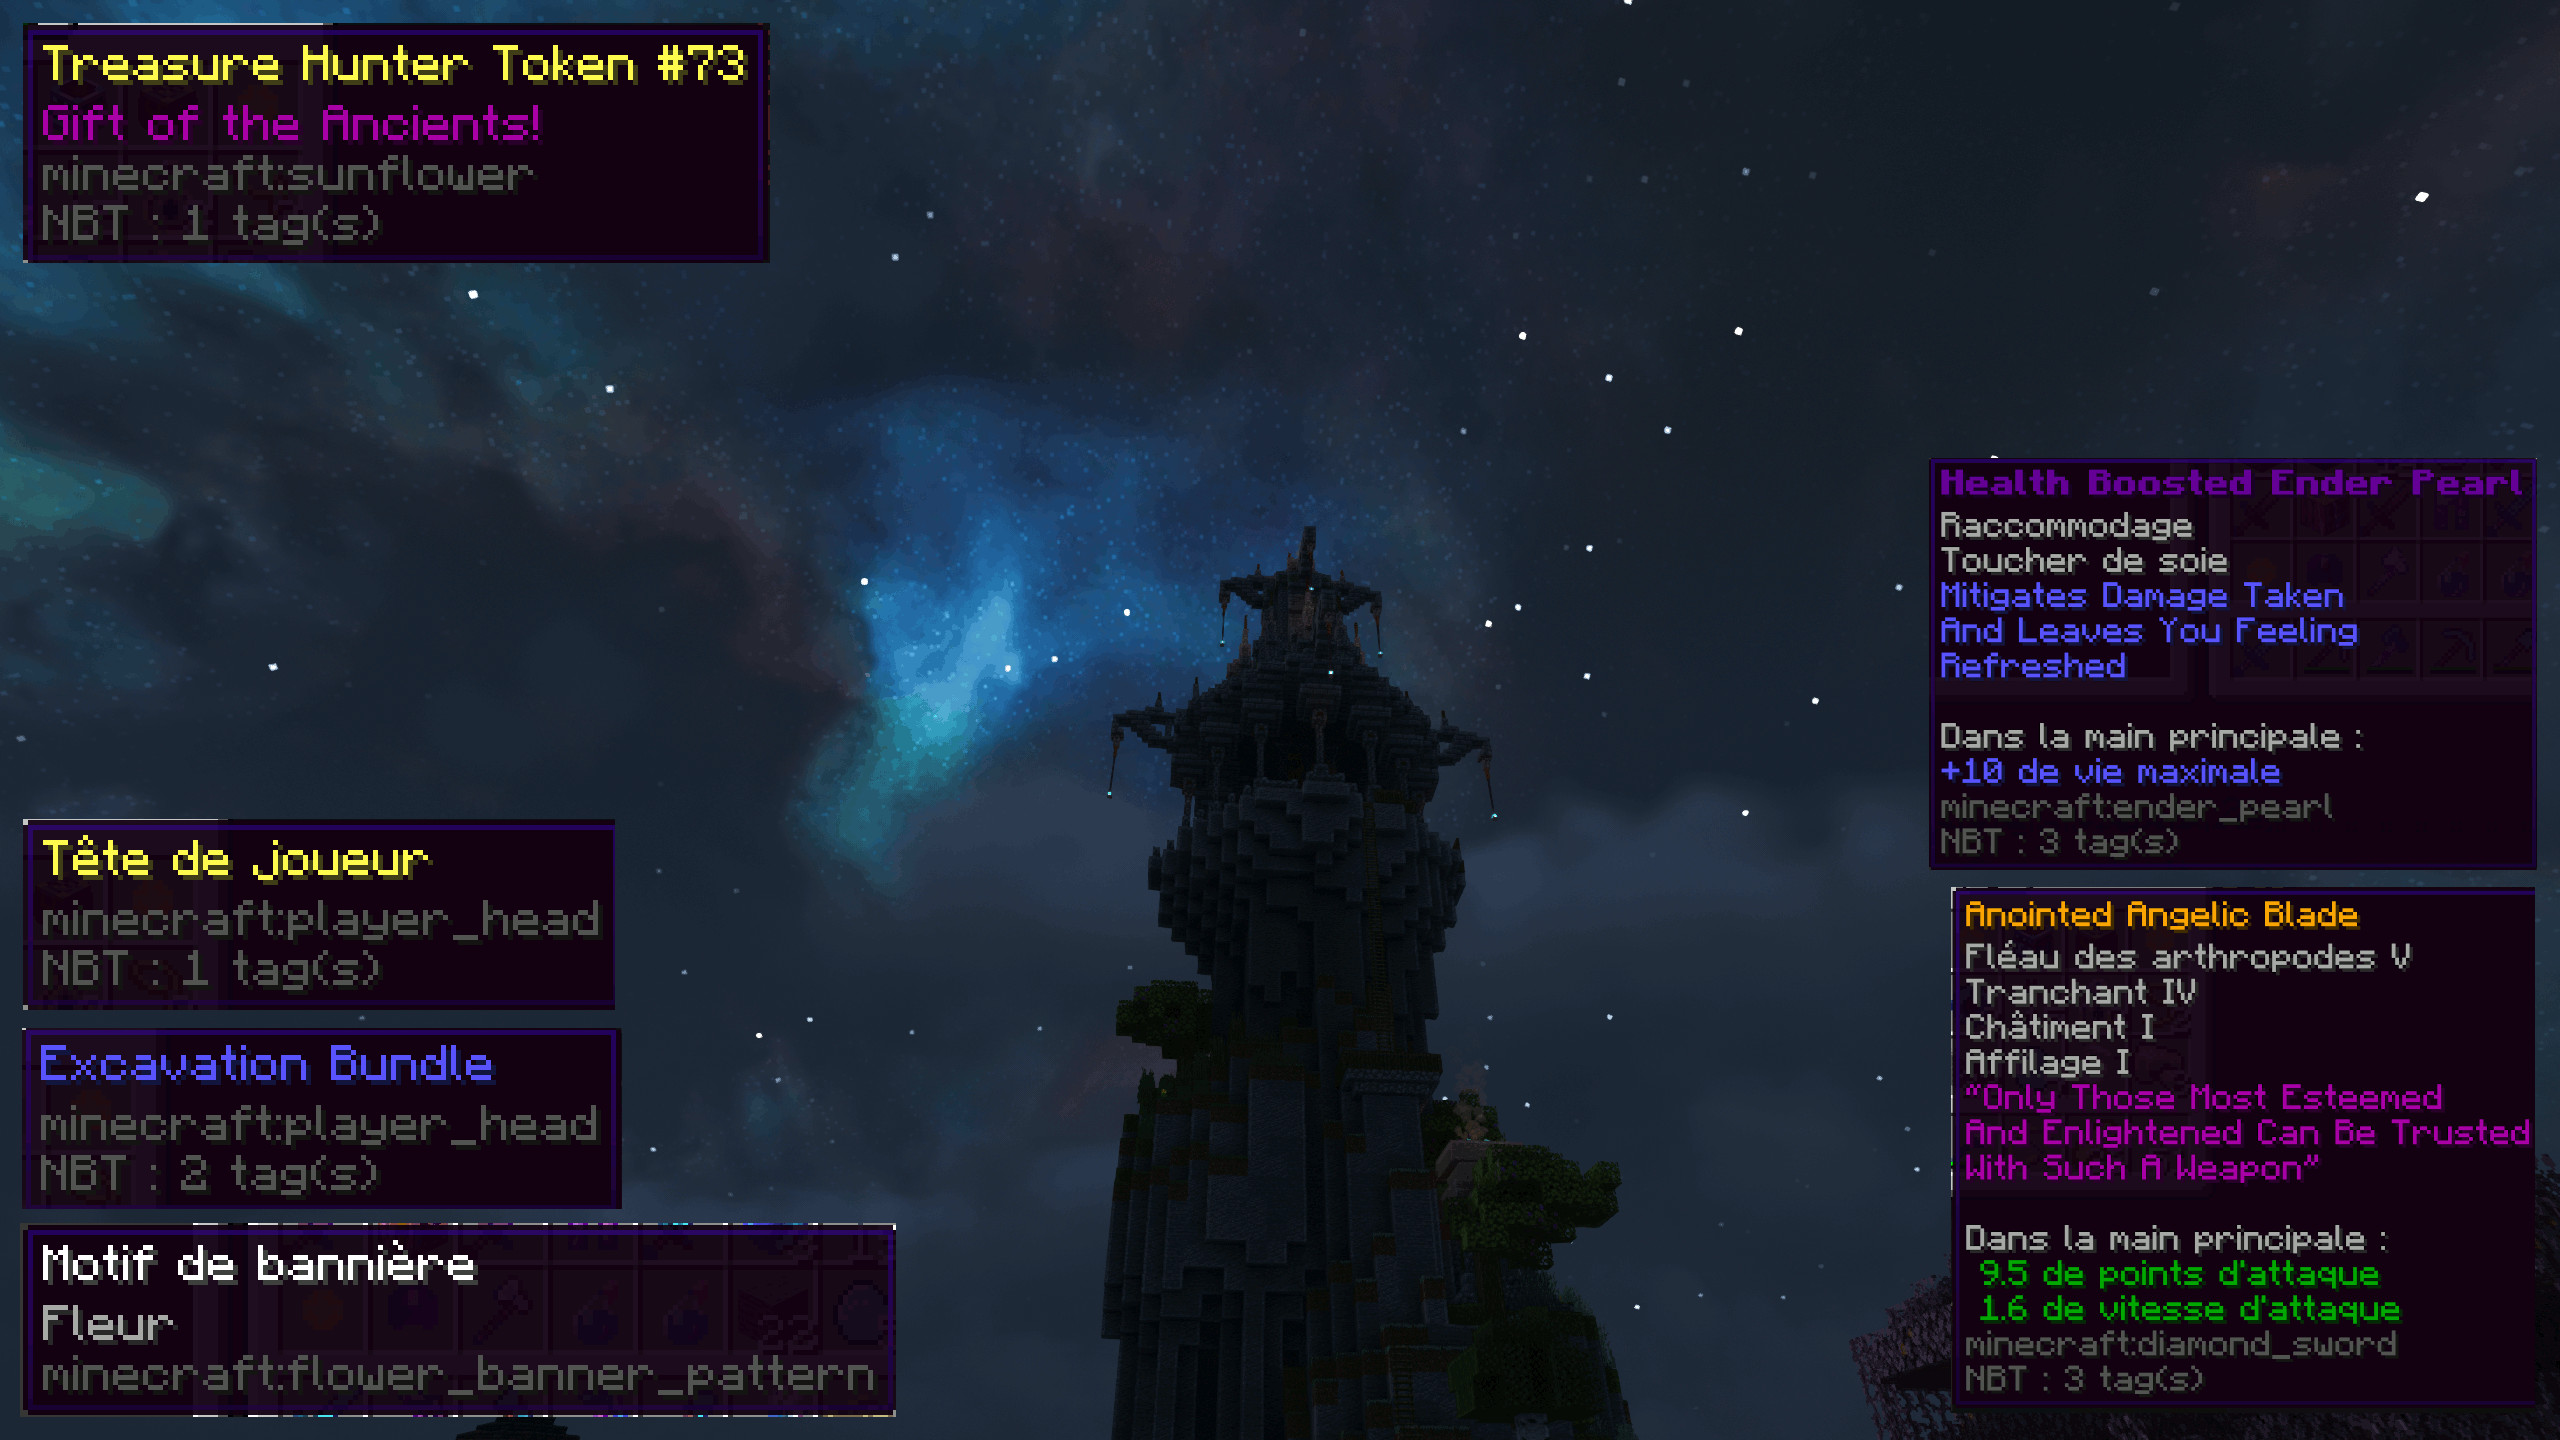 Treasure Hunter Token #73
Gift of the Ancients!
minecraft:sunflower
NBT : 1 tag(s)
Tête de joueur
minecraft:player_head
NBT : 1 tag(s)
Excavation Bundle
minecraft:player_head
NBT : 2 tag(s)
Motif de bannière
Fleur
minecraft:flower_banner_pattern
Health Boosted Ender Pearl
Raccommodage
Toucher de soie
Mitigates Damage Taken
And Leaves You Feeling
Refreshed
Dans la main principale :
+10 de vie maximale
minecraft:ender_pearl
NBT : 3 tag(s)
Anointed Angelic Blade
Fléau des arthropodes V
Tranchant IV
Châtiment I
Affilage I
"Only Those Most Esteemed
And Enlightened Can Be Trusted
With Such A Weapon"
Dans la main principale :
9.5 de points d'attaque
1.6 de vitesse d'attaque
minecraft:diamond_sword
NBT : 3 tag(s)